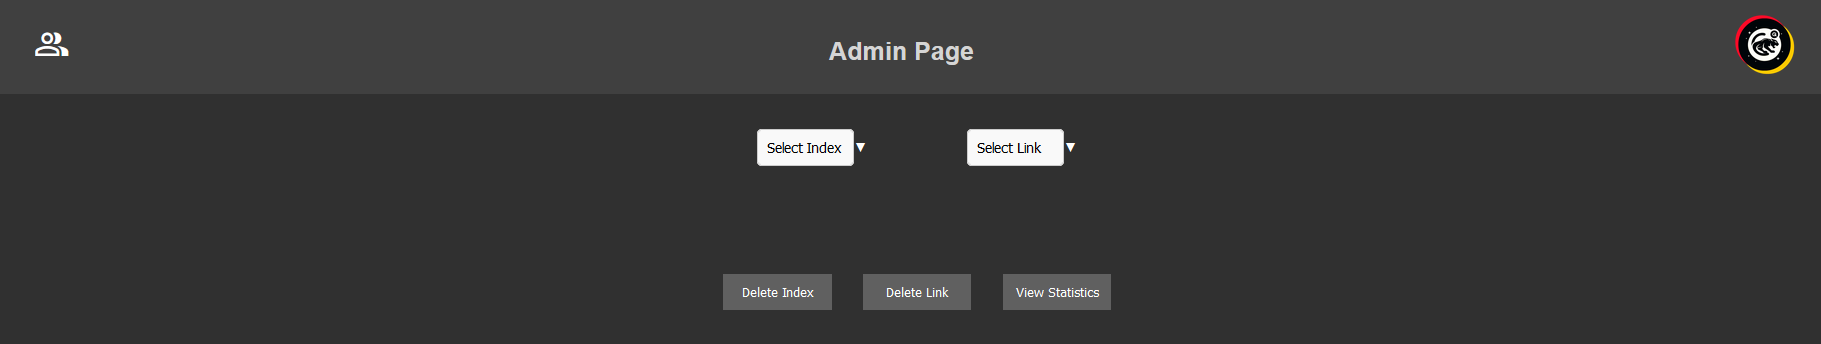 Admin Page
Select Index ▼ Select Link ▼
Delete Index Delete Link View Statistics